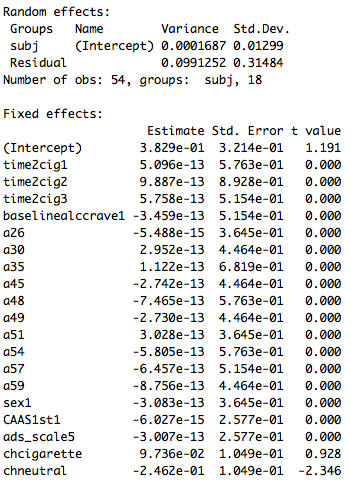 Random effects:
Groups Name Variance Std.Dev.
subj (Intercept) 0.0001687 0.01299
Residual 0.0991252 0.31484
Number of obs: 54, groups: subj, 18
Fixed effects:
Estimate Std. Error t value
(Intercept) 3.829e-01 3.214e-01 1.191
time2cig1 5.096e-13 5.154e-01 0.000
time2cig2 9.887e-13 8.928e-01 0.000
time2cig3 5.758e-13 5.154e-01 0.000
baselinealccrave1 -3.459e-13 5.154e-01 0.000
a26 -5.488e-15 3.645e-01 0.000
a30 2.952e-13 4.464e-01 0.000
a35 1.122e-13 6.819e-01 0.000
a45 -2.742e-13 4.464e-01 0.000
a48 -7.465e-13 5.763e-01 0.000
a49 -2.730e-13 4.464e-01 0.000
a51 3.028e-13 3.645e-01 0.000
a54 -5.805e-13 5.763e-01 0.000
a57 -6.457e-13 5.154e-01 0.000
a59 -8.756e-13 4.464e-01 0.000
sex1 -3.083e-13 3.645e-01 0.000
CAAS1st1 -6.027e-15 2.577e-01 0.000
ads_scale5 -3.007e-13 2.577e-01 0.000
chcigarette 9.736e-02 1.049e-01 0.928
chneutral -2.462e-01 1.049e-01 -2.346